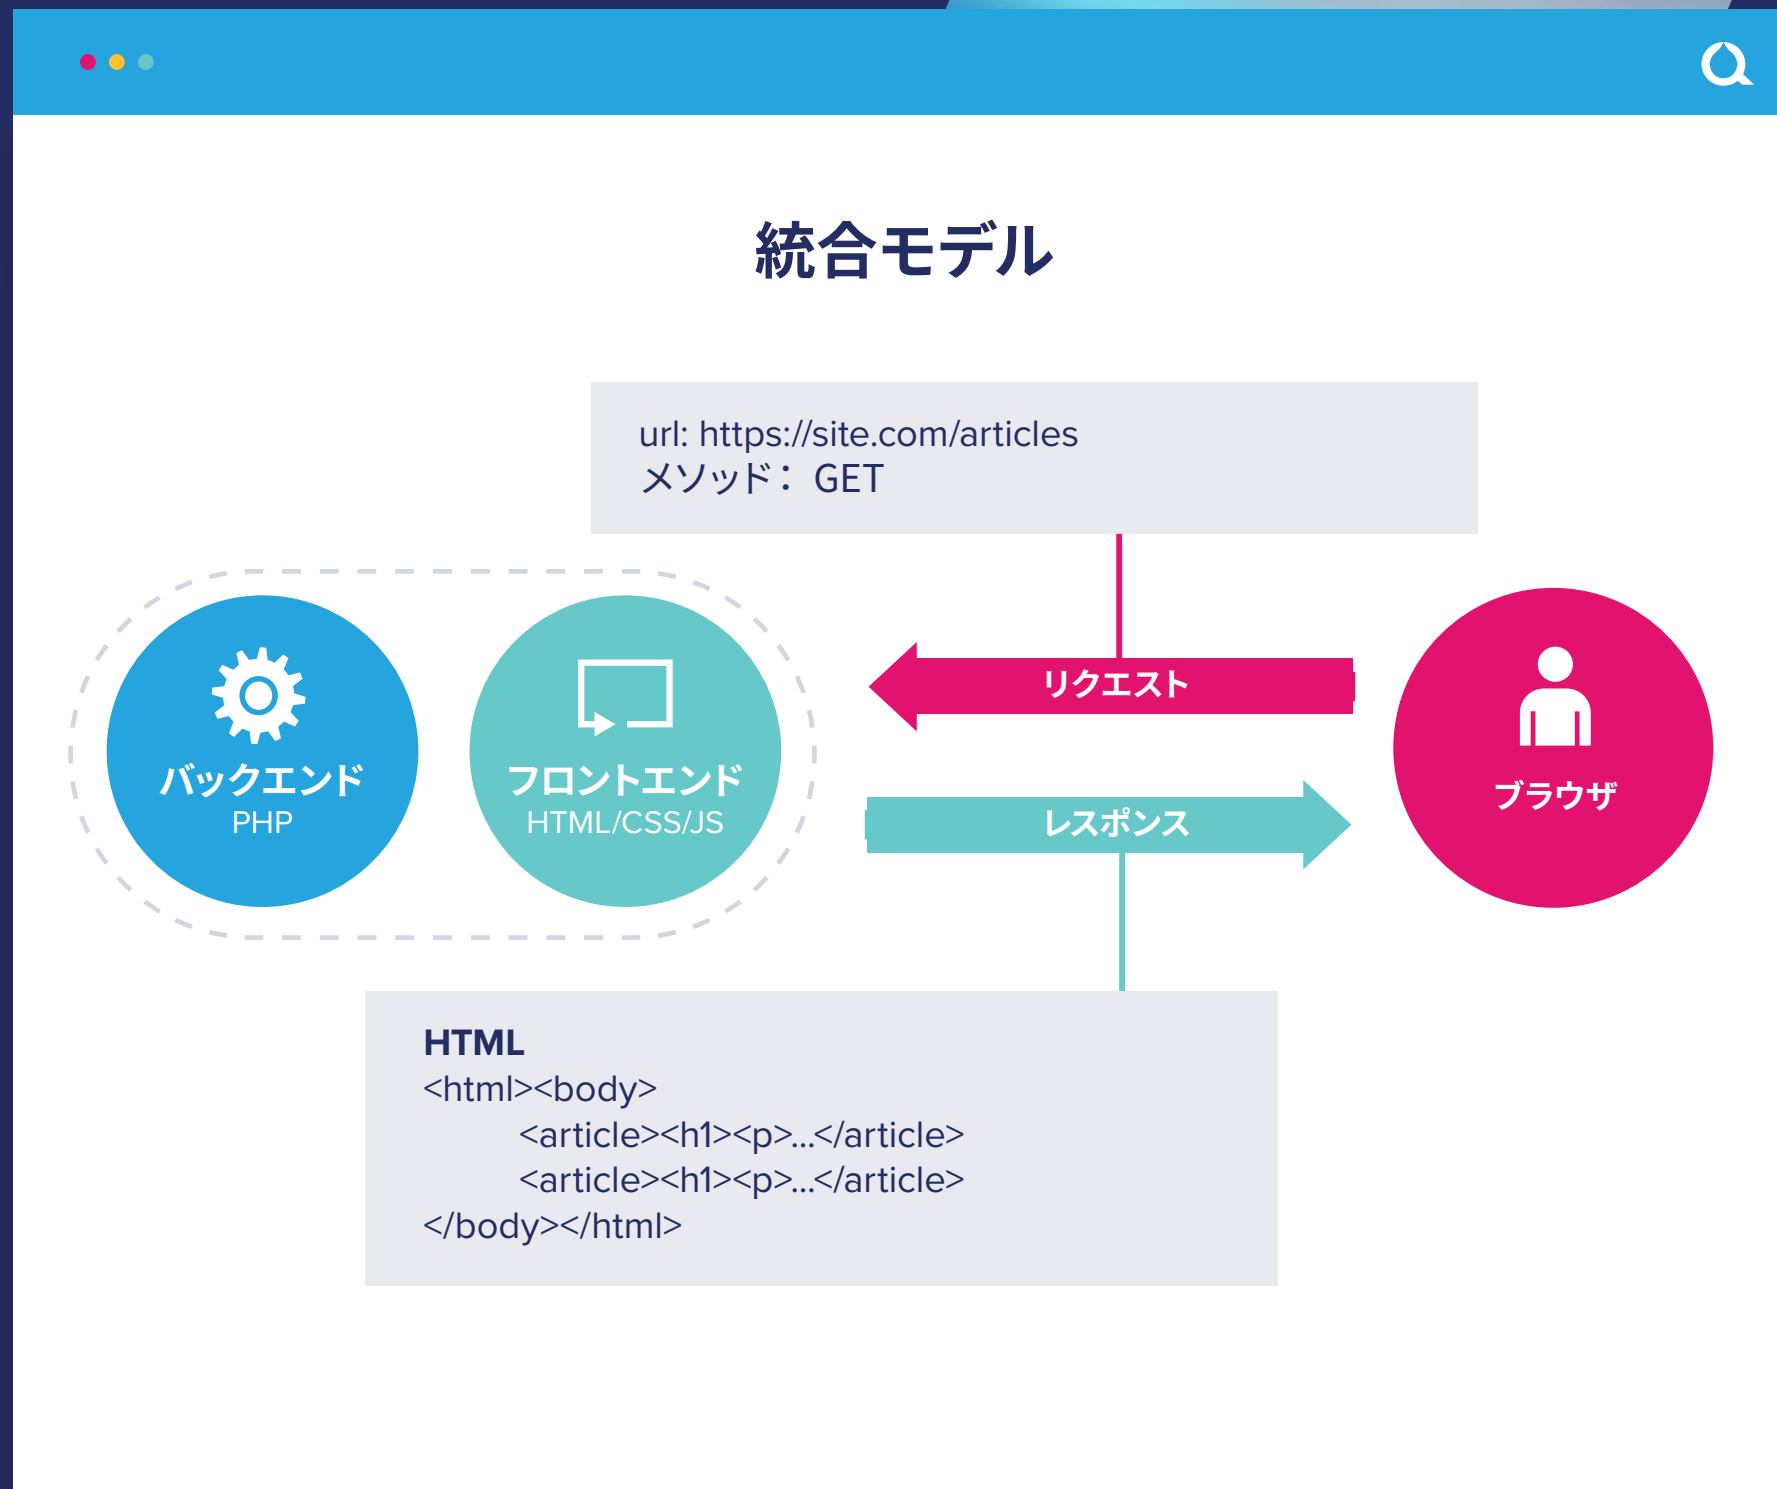 統合モデル
url: https://site.com/articles
メソッド： GET
バックエンド
PHP
フロントエンド
HTML/CSS/JS
リクエスト
レスポンス
ブラウザ
HTML
<html><body>
<article><h1><p>...</article>
<article><h1><p>...</article>
</body></html>